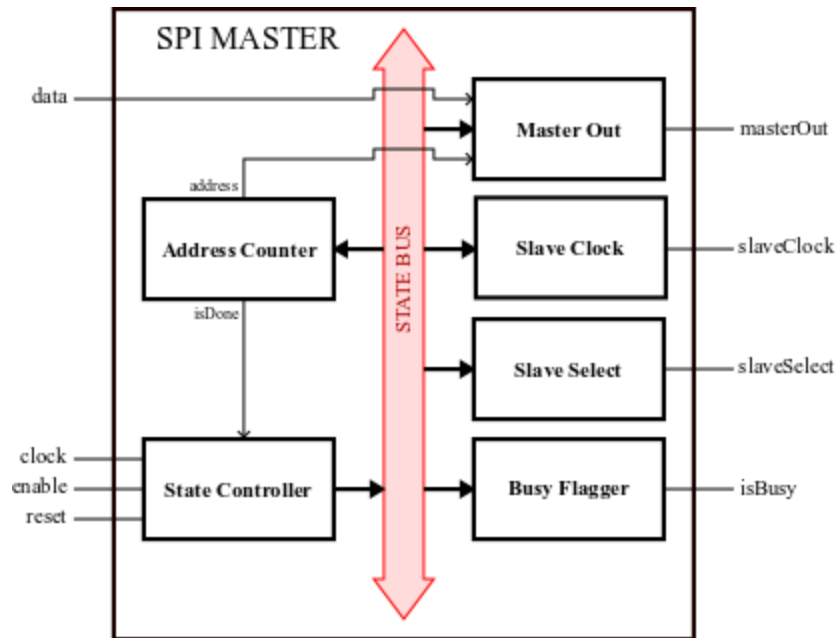 SPI MASTER
data
Master Out
masterOut
address
Address Counter
STATE BUS
Slave Clock
slaveClock
isDone
Slave Select
slaveSelect
clock
enable
reset
State Controller
Busy Flagger
isBusy